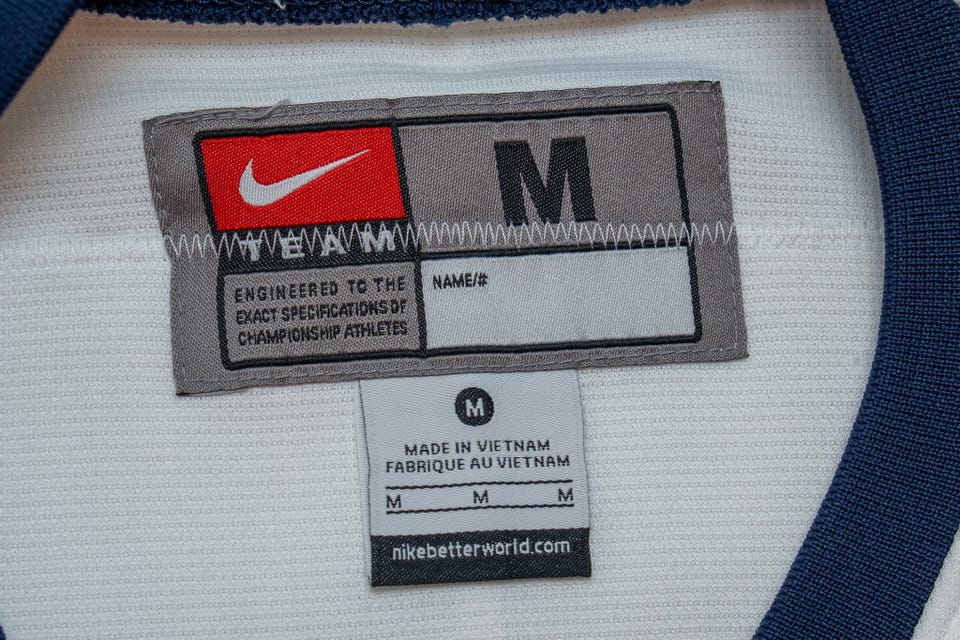 M
TEAM
ENGINEERED TO THE
EXACT SPECIFICATIONS OF
CHAMPIONSHIP ATHLETES
NAME/#
M
MADE IN VIETNAM
FABRIQUE AU VIETNAM
M M M
nikebetterworld.com